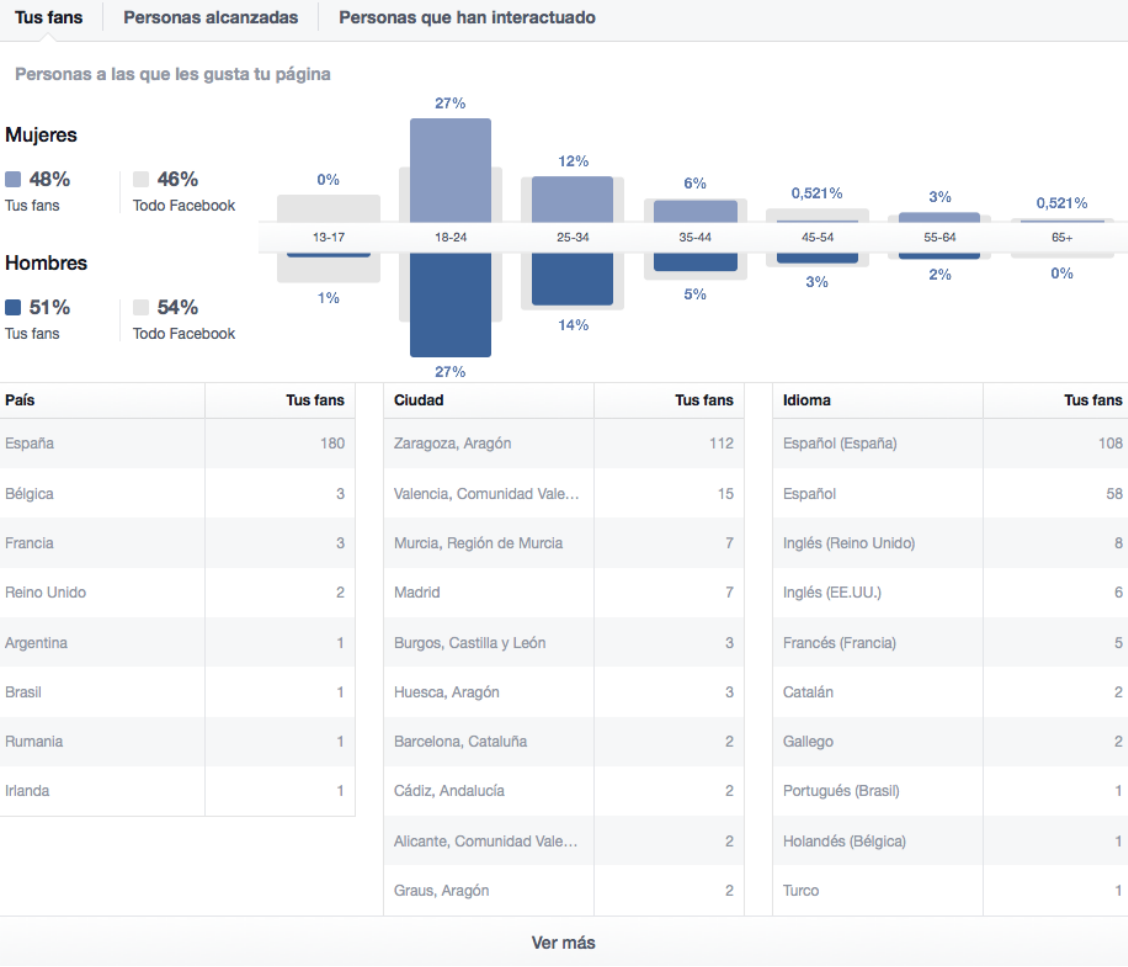 Tus fans Personas alcanzadas Personas que han interactuado
Personas a las que les gusta tu página
Mujeres
48% 46%
Tus fans Todo Facebook
Hombres
51% 54%
Tus fans Todo Facebook
0% 27% 12% 6% 0,521% 3% 0,521%
13-17 18-24 25-34 35-44 45-54 55-64 65+
1% 27% 14% 5% 3% 2% 0%
País Tus fans Ciudad Tus fans Idioma Tus fans
España 180 Zaragoza, Aragón 112 Español (España) 108
Bélgica 3 Valencia, Comunidad Vale... 15 Español 58
Francia 3 Murcia, Región de Murcia 7 Inglés (Reino Unido) 8
Reino Unido 2 Madrid 7 Inglés (EE.UU.) 6
Argentina 1 Burgos, Castilla y León 3 Francés (Francia) 5
Brasil 1 Huesca, Aragón 3 Catalán 2
Rumania 1 Barcelona, Cataluña 2 Gallego 2
Irlanda 1 Cádiz, Andalucía 2 Portugués (Brasil) 1
Alicante, Comunidad Vale... 2 Holandés (Bélgica) 1
Graus, Aragón 2 Turco 1
Ver más